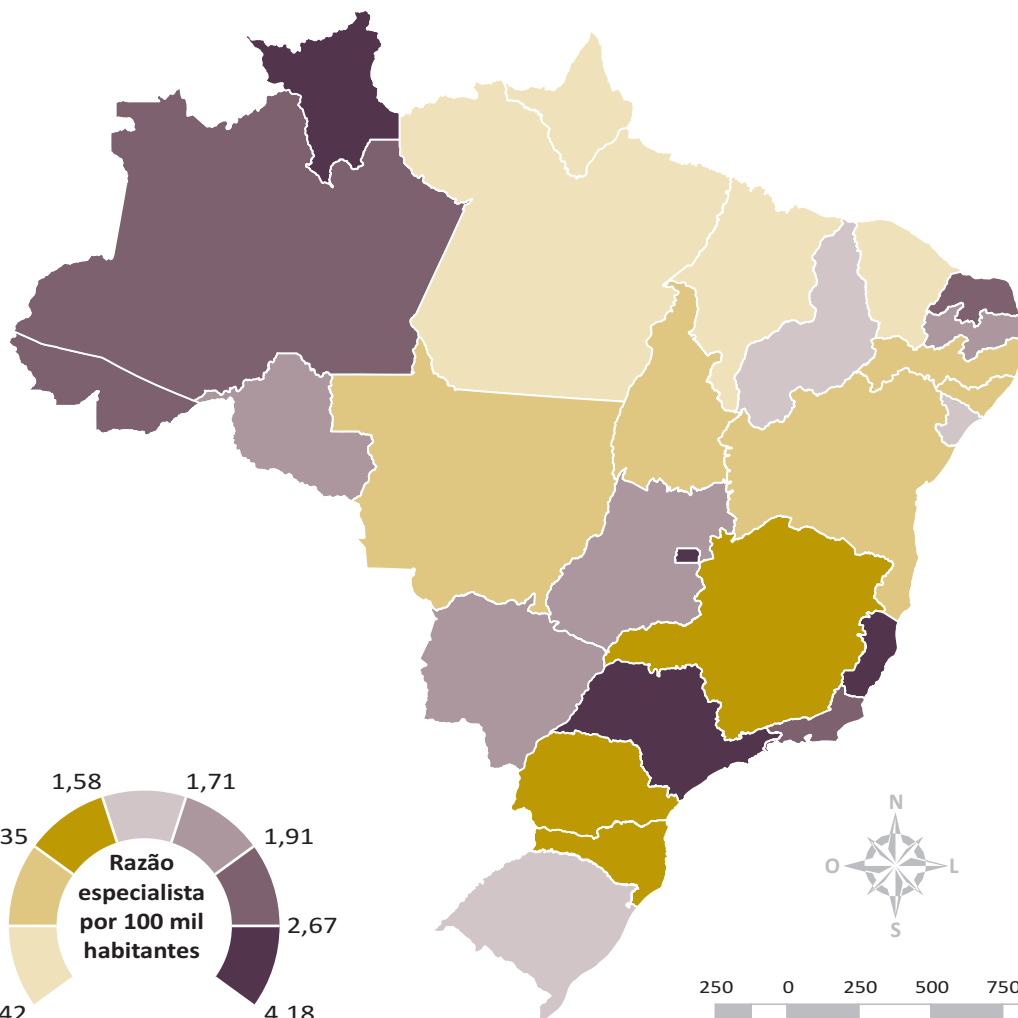 1,58
1,71
35
1,91
Razão
especialista
por 100 mil
habitantes
2,67
42
4,18
N
O
L
S
250 0 250 500 750